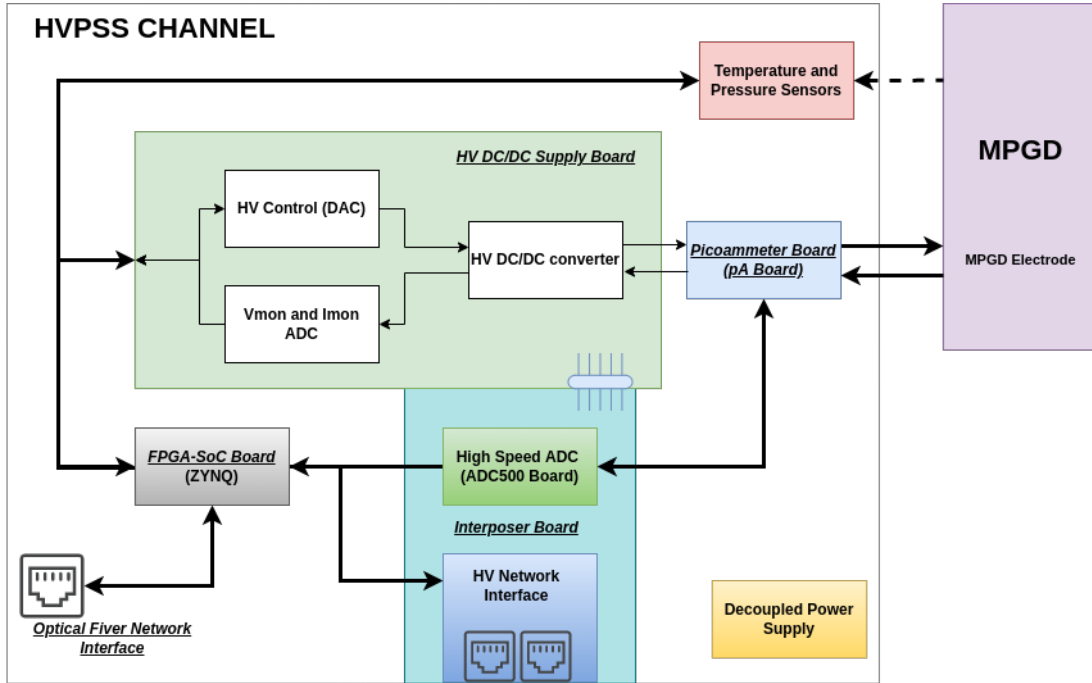 HVPSS CHANNEL
Temperature and
Pressure Sensors
MPGD
HV DC/DC Supply Board
HV Control (DAC)
HV DC/DC converter
Picoammeter Board
(pA Board)
MPGD Electrode
Vmon and Imon
ADC
FPGA-SoC Board
(ZYNQ)
High Speed ADC
(ADC500 Board)
Interposer Board
HV Network
Interface
Optical Fiver Network
Interface
Decoupled Power
Supply